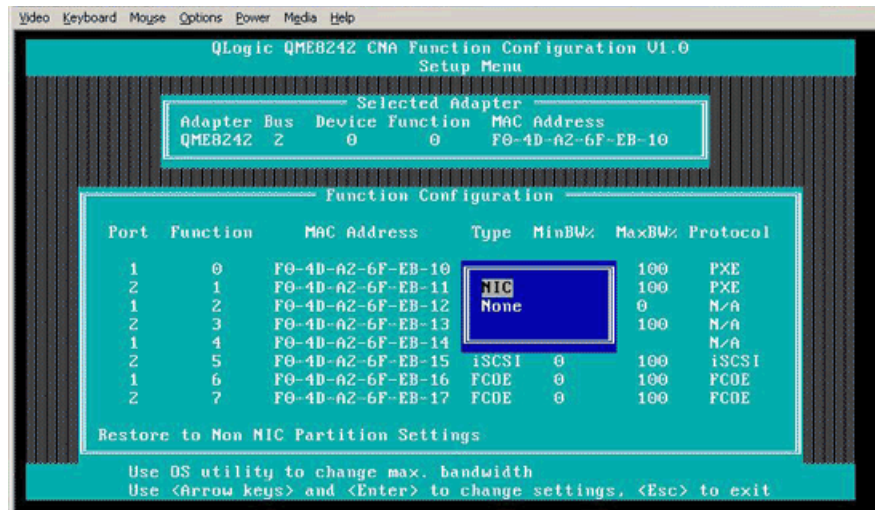 Video Keyboard Mouse Options Power Media Help
QLogic QME8242 CNA Function Configuration V1.0
Setup Menu
Selected Adapter
Adapter Bus Device Function MAC Address
QME8242 2 0 0 F0-4D-A2-6F-EB-10
Function Configuration
Port Function MAC Address Type MinBW% MaxBW% Protocol
1 0 F0-4D-A2-6F-EB-10 100 PXE
2 1 F0-4D-A2-6F-EB-11 NIC 100 PXE
1 2 F0-4D-A2-6F-EB-12 None 0 N/A
2 3 F0-4D-A2-6F-EB-13 100 N/A
1 4 F0-4D-A2-6F-EB-14 N/A
2 5 F0-4D-A2-6F-EB-15 iSCSI 0 100 iSCSI
1 6 F0-4D-A2-6F-EB-16 FCOE 0 100 FCOE
2 7 F0-4D-A2-6F-EB-17 FCOE 0 100 FCOE
Restore to Non NIC Partition Settings
Use OS utility to change max. bandwidth
Use <Arrow keys> and <Enter> to change settings, <Esc> to exit